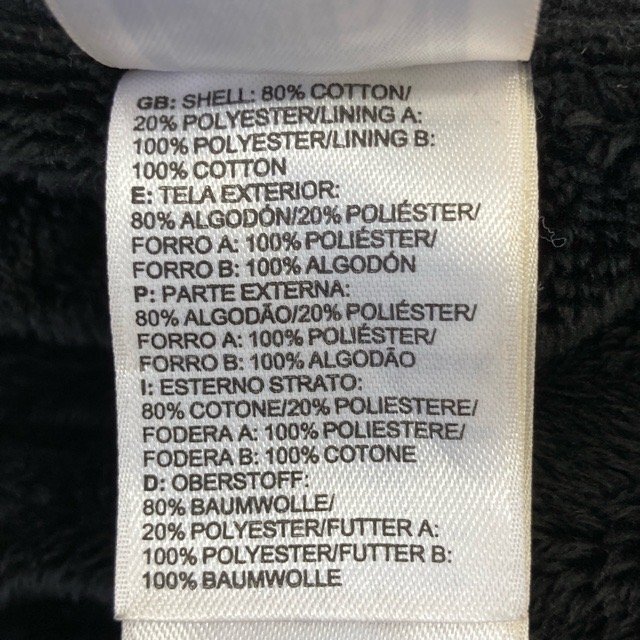 GB: SHELL: 80% COTTON/
20% POLYESTER/LINING A:
100% POLYESTER/LINING B:
100% COTTON
E: TELA EXTERIOR:
80% ALGODÓN/20% POLIÉSTER/
FORRO A: 100% POLIÉSTER/
FORRO B: 100% ALGODÓN
P: PARTE EXTERNA:
80% ALGODÃO/20% POLIÉSTER/
FORRO A: 100% POLIÉSTER/
FORRO B: 100% ALGODÃO
I: ESTERNO STRATO:
80% COTONE/20% POLIESTERE/
FODERA A: 100% POLIESTERE/
FODERA B: 100% COTONE
D: OBERSTOFF:
80% BAUMWOLLE/
20% POLYESTER/FUTTER A:
100% POLYESTER/FUTTER B:
100% BAUMWOLLE